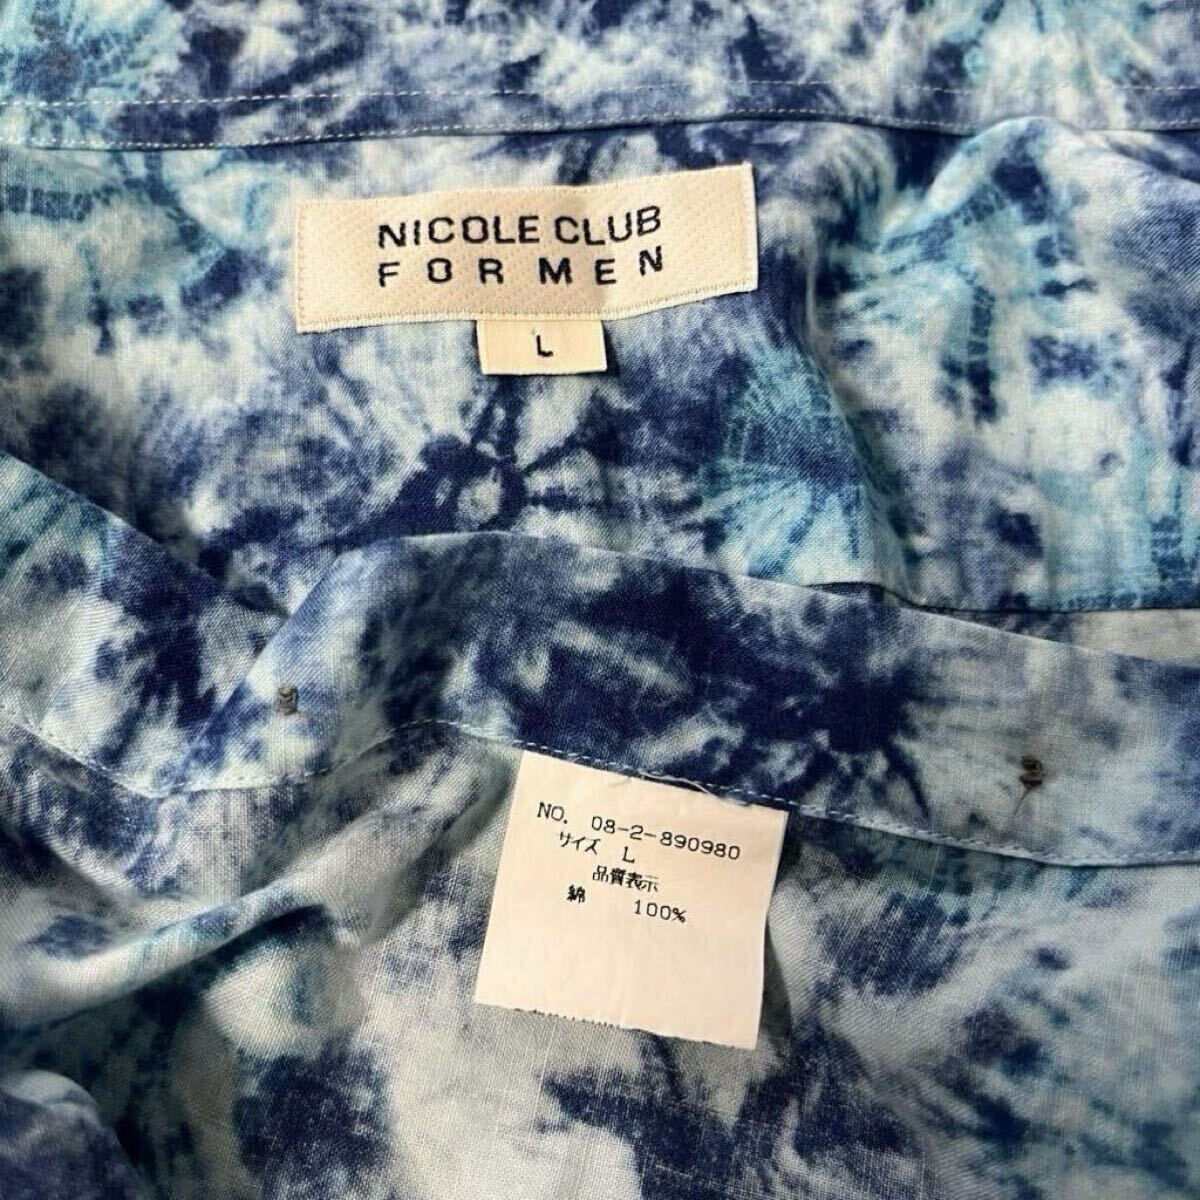 NICOLE CLUB
FOR MEN
L
NO. 08-2-890980
サイズ L
品質表示
綿 100%